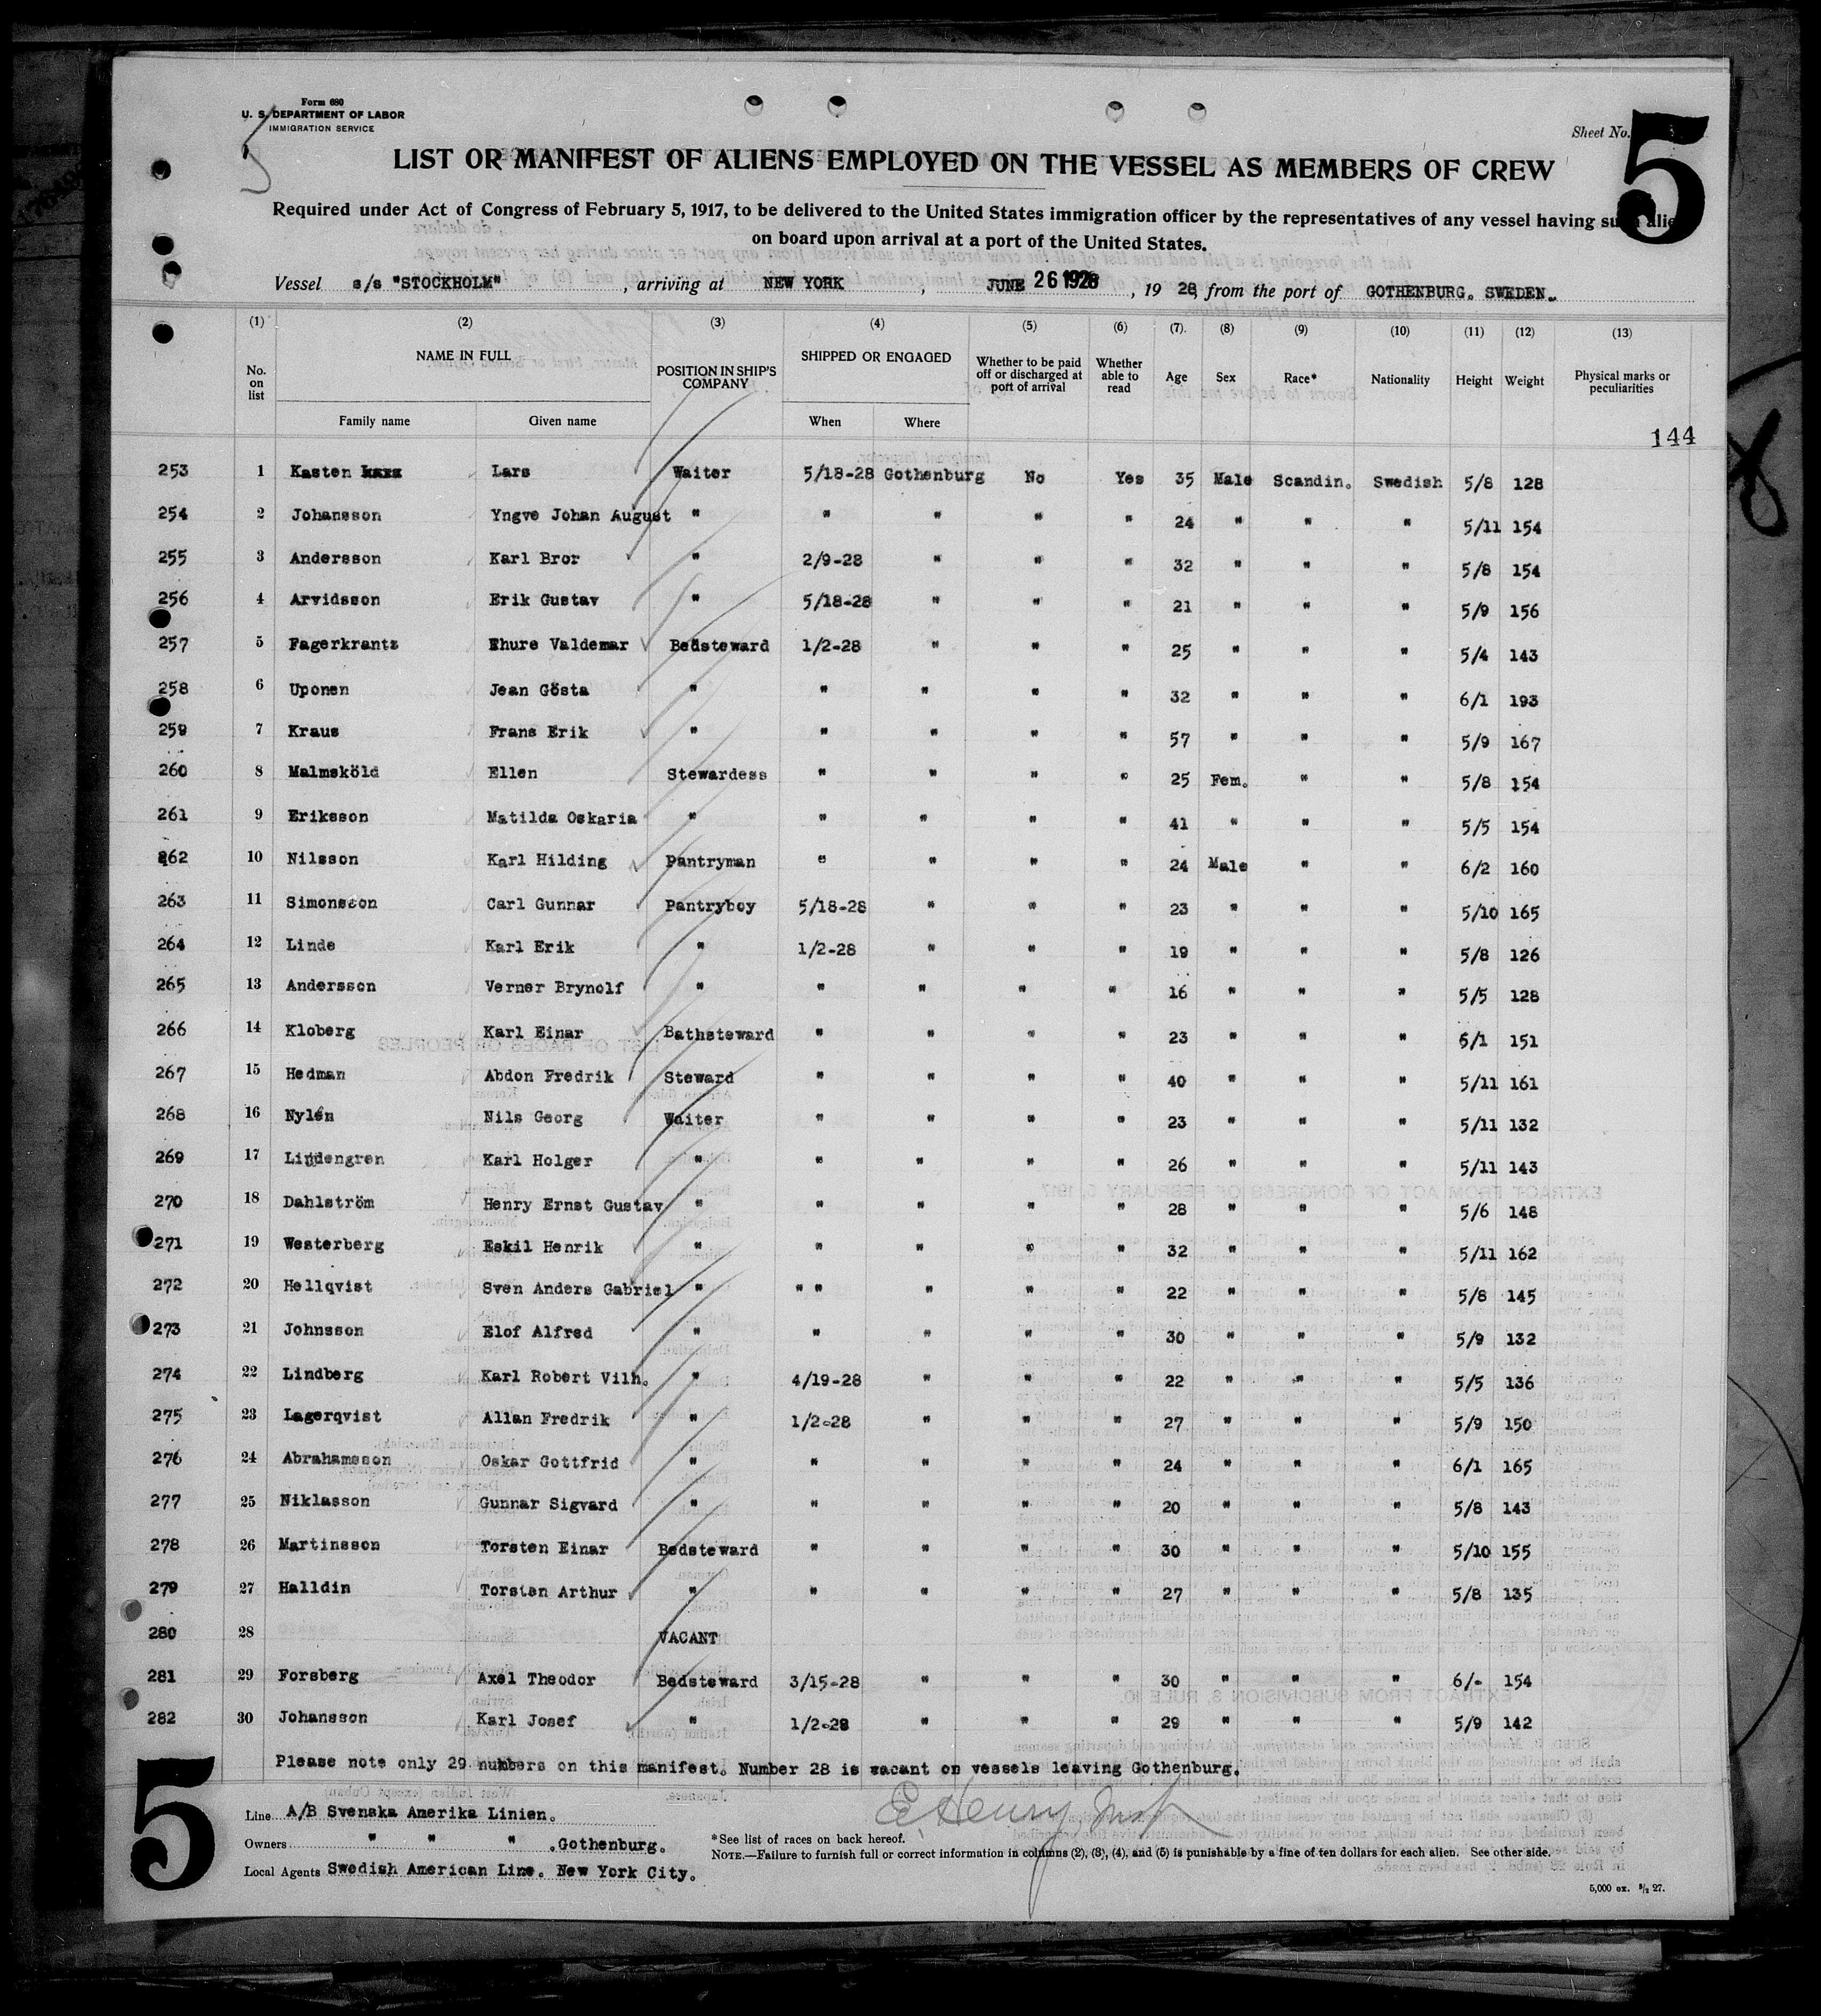 Form 680
U. S. DEPARTMENT OF LABOR
IMMIGRATION SERVICE
Sheet No. 5
5
LIST OR MANIFEST OF ALIENS EMPLOYED ON THE VESSEL AS MEMBERS OF CREW
Required under Act of Congress of February 5, 1917, to be delivered to the United States immigration officer by the representatives of any vessel having such alie
on board upon arrival at a port of the United States.
Vessel s/s "STOCKHOLM" , arriving at NEW YORK , JUNE 26 1928 , 19 28, from the port of GOTHENBURG. SWEDEN.
(1) (2) (3) (4) (5) (6) (7). (8) (9) (10) (11) (12) (13)
No. on list NAME IN FULL Family name Given name POSITION IN SHIP'S COMPANY SHIPPED OR ENGAGED When Where Whether to be paid off or discharged at port of arrival Whether able to read Age Sex Race* Nationality Height Weight Physical marks or peculiarities
144
253 1 Kasten Lars Waiter 5/18-28 Gothenburg No Yes 35 Male Scandin. Swedish 5/8 128
254 2 Johansson Yngve Johan August " " " " " 24 " " " 5/11 154
255 3 Andersson Karl Bror " 2/9-28 " " " 32 " " " 5/8 154
256 4 Arvidsson Erik Gustav " 5/18-28 " " " 21 " " " 5/9 156
257 5 Fagerkrantz Ehure Valdemar Bedsteward 1/2-28 " " " 25 " " " 5/4 143
258 6 Uponen Jean Gösta " " " " " 32 " " " 6/1 193
259 7 Kraus Frans Erik " " " " " 57 " " " 5/9 167
260 8 Malmsköld Ellen Stewardess " " " " 25 Fem. " " 5/8 154
261 9 Eriksson Matilda Oskaria " " " " " 41 " " " 5/5 154
262 10 Nilsson Karl Hilding Pantryman " " " " 24 Male " " 6/2 160
263 11 Simonsson Carl Gunnar Pantryboy 5/18-28 " " " 23 " " " 5/10 165
264 12 Linde Karl Erik " 1/2-28 " " " 19 " " " 5/8 126
265 13 Andersson Verner Brynolf " " " " " 16 " " " 5/5 128
266 14 Kloberg Karl Einar Bathsteward " " " " 23 " " " 6/1 151
267 15 Hedman Abdon Fredrik Steward " " " " 40 " " " 5/11 161
268 16 Nylén Nils Georg Waiter " " " " 23 " " " 5/11 132
269 17 Lindengren Karl Holger " " " " " 26 " " " 5/11 143
270 18 Dahlström Henry Ernst Gustav " " " " " 28 " " " 5/6 148
271 19 Westerberg Eskil Henrik " " " " " 32 " " " 5/11 162
272 20 Hellqvist Sven Anders Gabriel " " " " " " 22 " " " 5/8 145
273 21 Johnsson Elof Alfred " " " " " 30 " " " 5/9 132
274 22 Lindberg Karl Robert Vilh. " 4/19-28 " " " 22 " " " 5/5 136
275 23 Lagerqvist Allan Fredrik " 1/2-28 " " " 27 " " " 5/9 150
276 24 Abrahamsson Oskar Gottfrid " " " " " 24 " " " 6/1 165
277 25 Niklasson Gunnar Sigvard " " " " " 20 " " " 5/8 143
278 26 Martinsson Torsten Einar Bedsteward " " " " 30 " " " 5/10 155
279 27 Halldin Torsten Arthur " " " " " 27 " " " 5/8 135
280 28 VACANT
281 29 Forsberg Axel Theodor Bedsteward 3/15-28 " " " 30 " " " 6/- 154
282 30 Johansson Karl Josef " 1/2-28 " " " 29 " " " 5/9 142
Please note only 29 numbers on this manifest. Number 28 is vacant on vessels leaving Gothenburg.
5
Line A/B Svenska Amerika Linien.
E. Henry, Insp
Owners " " " .Gothenburg.
Local Agents Swedish American Line. New York City.
*See list of races on back hereof.
NOTE.—Failure to furnish full or correct information in columns (2), (3), (4), and (5) is punishable by a fine of ten dollars for each alien. See other side.
5,000 ex. 3/2 27.